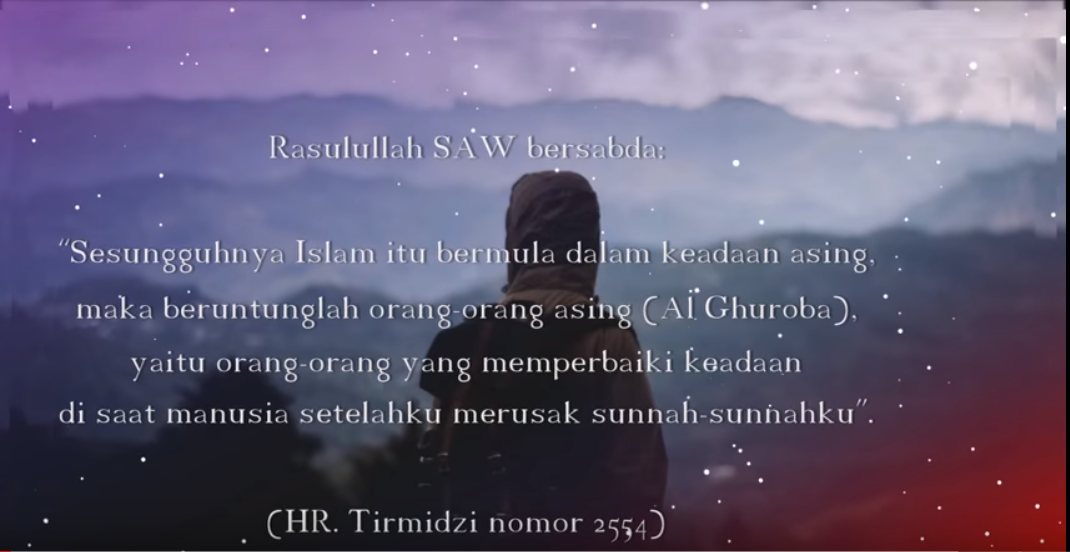 Rasulullah SAW bersabda:
“Sesungguhnya Islam itu bermula dalam keadaan asing,
maka beruntunglah orang-orang asing (Al Ghuroba),
yaitu orang-orang yang memperbaiki keadaan
di saat manusia setelahku merusak sunnah-sunnahku”.
(HR. Tirmidzi nomor 2554)